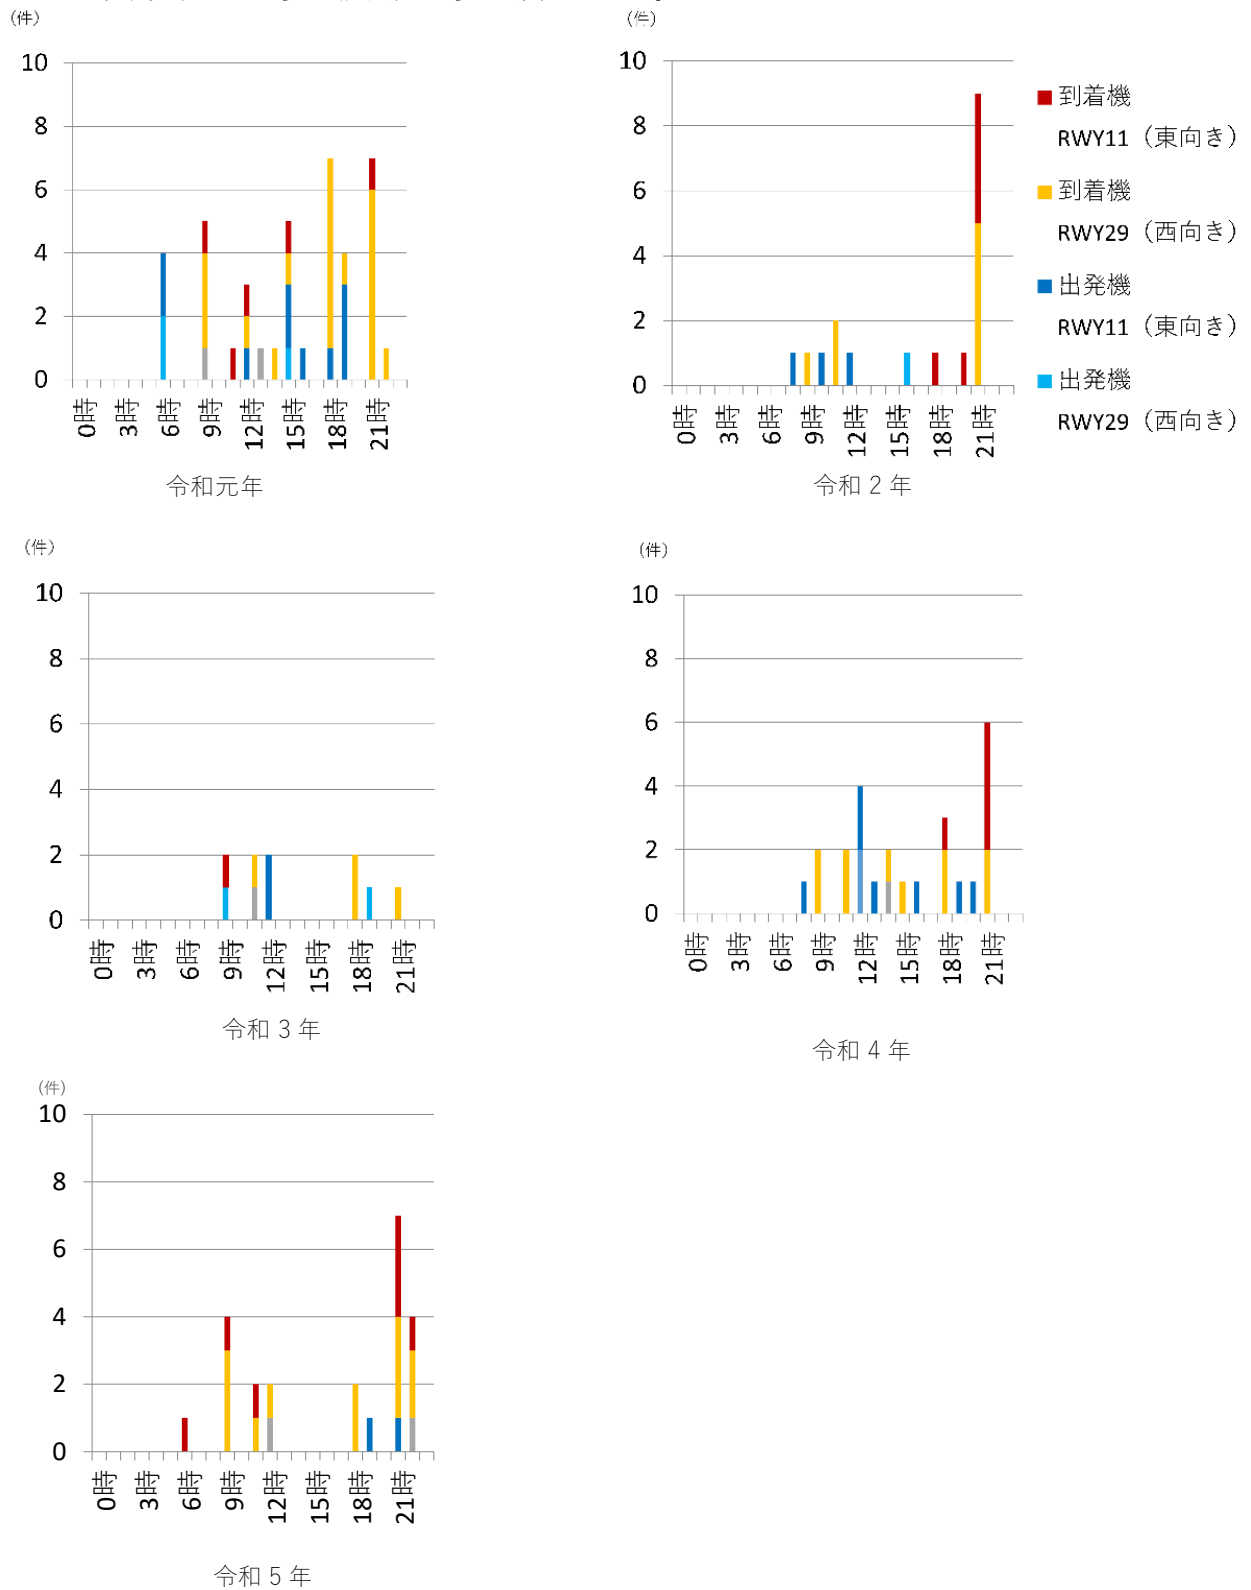 (件)
10
8
6
4
2
0
0時
3時
6時
9時
12時
15時
18時
21時
令和元年
(件)
10
8
6
4
2
0
0時
3時
6時
9時
12時
15時
18時
21時
令和 2 年
到着機
RWY11（東向き）
到着機
RWY29（西向き）
出発機
RWY11（東向き）
出発機
RWY29（西向き）
(件)
10
8
6
4
2
0
0時
3時
6時
9時
12時
15時
18時
21時
令和 3 年
(件)
10
8
6
4
2
0
0時
3時
6時
9時
12時
15時
18時
21時
令和 4 年
(件)
10
8
6
4
2
0
0時
3時
6時
9時
12時
15時
18時
21時
令和 5 年